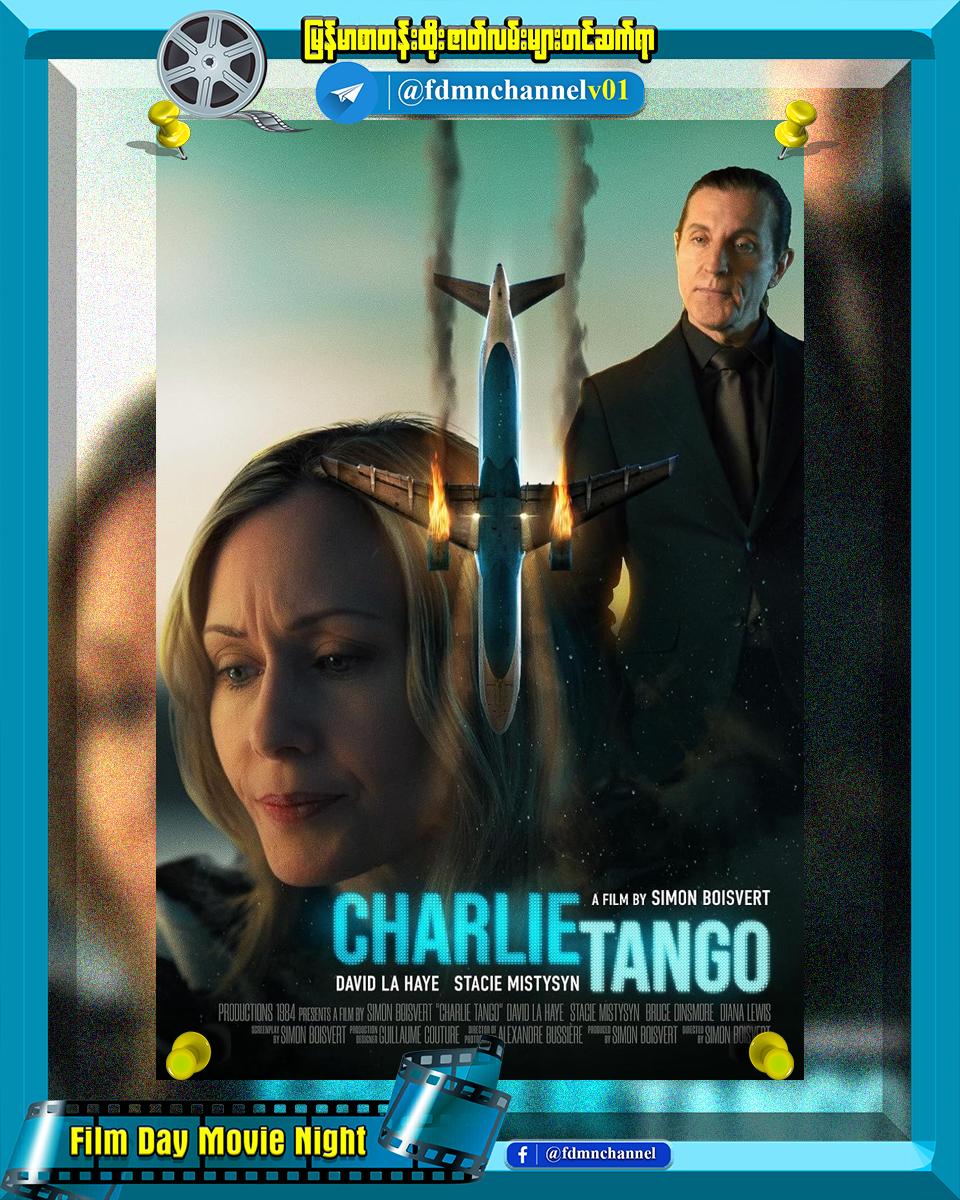 မြန်မာစာတန်းထိုးဇာတ်လမ်းများတင်ဆက်ရာ
@fdmnchannelv01
A FILM BY SIMON BOISVERT
CHARLIE TANGO
DAVID LA HAYE STACIE MISTYSYN
PRODUCTIONS 1984 PRESENTS A FILM BY SIMON BOISVERT "CHARLIE TANGO" DAVID LA HAYE STACIE MISTYSYN BRUCE DINSMORE DIANA LEWIS
SCREENPLAY BY SIMON BOISVERT PRODUCTION DESIGNER GUILLAUME COUTURE DIRECTOR OF ALEXANDRE BUSSIÈRE PRODUCED BY SIMON BOISVERT DIRECTED BY SIMON BOISVERT
Film Day Movie Night
@fdmnchannel